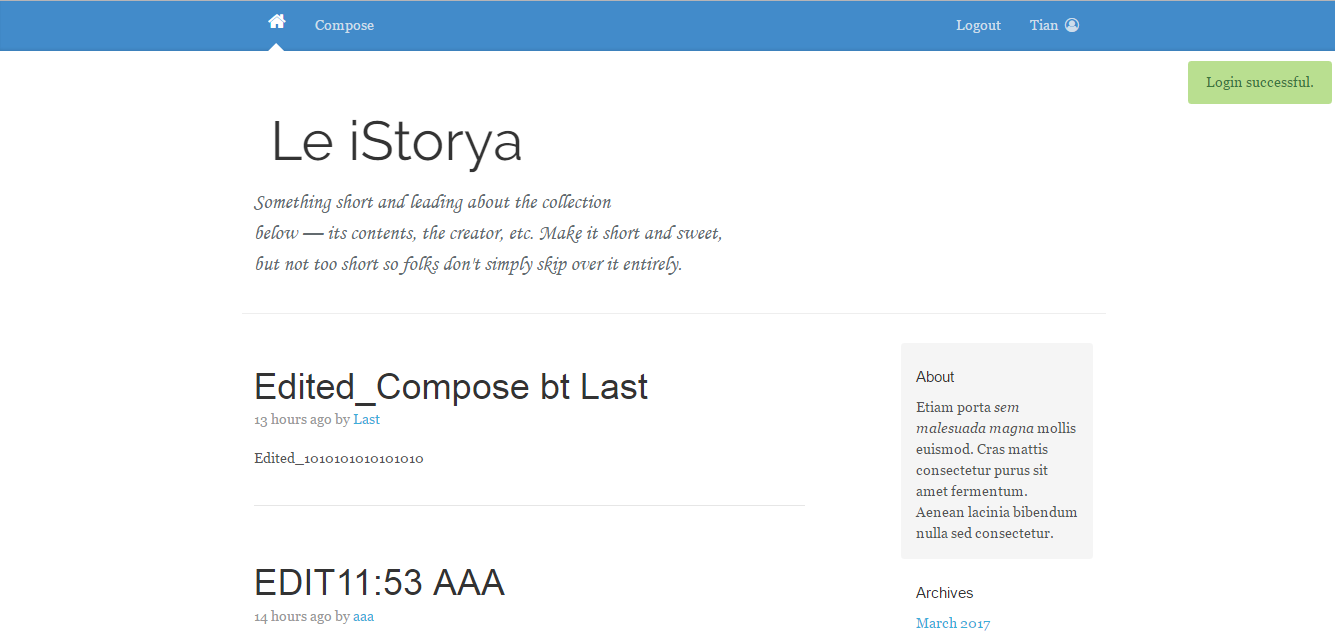 Compose
Logout
Tian
Login successful.
Le iStorya
Something short and leading about the collection
below — its contents, the creator, etc. Make it short and sweet,
but not too short so folks don't simply skip over it entirely.
Edited_Compose bt Last
13 hours ago by Last
Edited_1010101010101010
EDIT11:53 AAA
14 hours ago by aaa
About
Etiam porta sem
malesuada magna mollis
euismod. Cras mattis
consectetur purus sit
amet fermentum.
Aenean lacinia bibendum
nulla sed consectetur.
Archives
March 2017